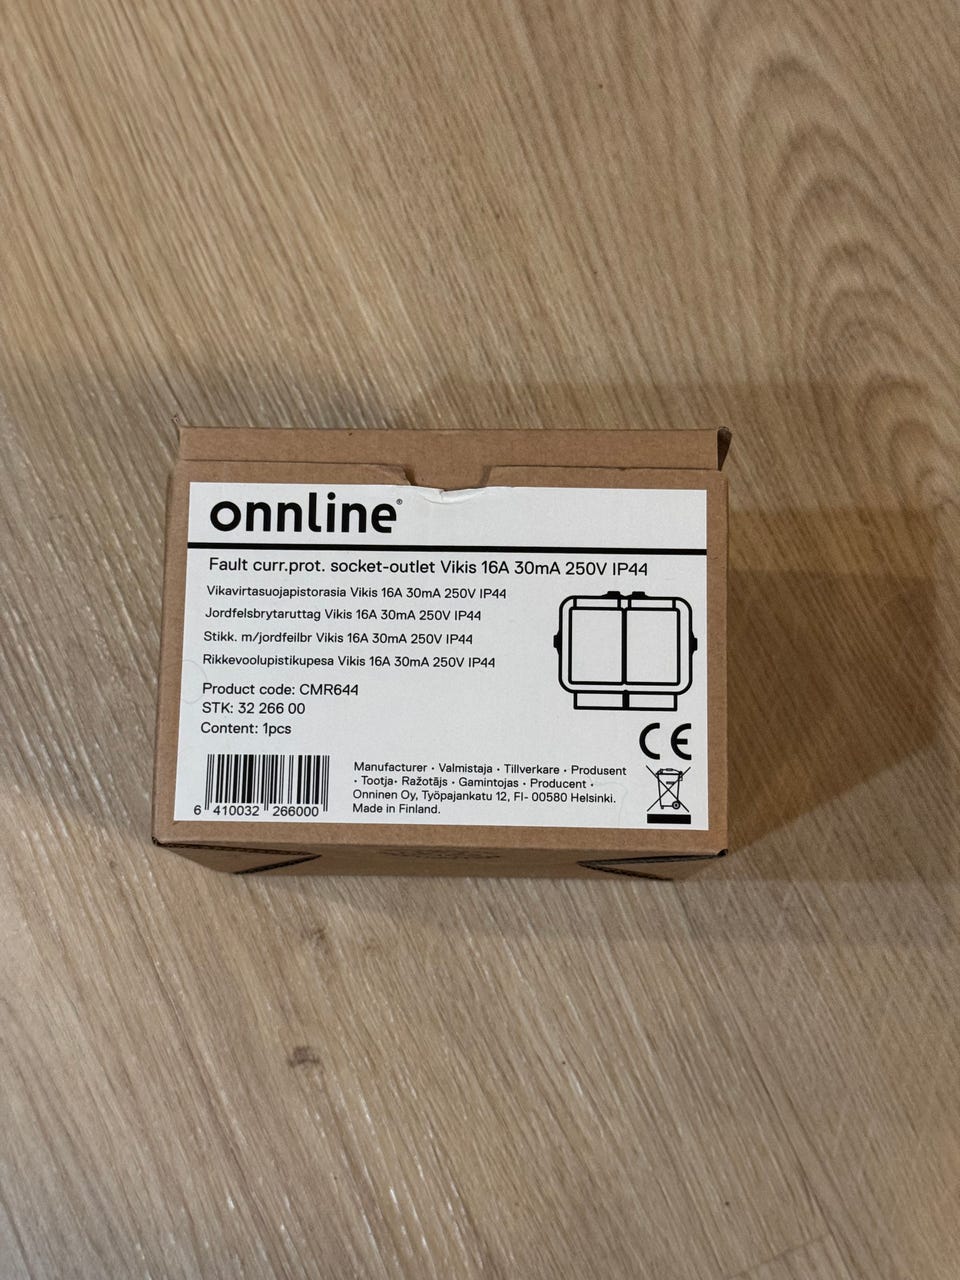 onnline®
Fault curr.prot. socket-outlet Vikis 16A 30mA 250V IP44
Vikavirtasuojapistorasia Vikis 16A 30mA 250V IP44
Jordfelsbrytaruttag Vikis 16A 30mA 250V IP44
Stikk. m/jordfeilbr Vikis 16A 30mA 250V IP44
Rikkevoolupistikupesa Vikis 16A 30mA 250V IP44
Product code: CMR644
STK: 32 266 00
Content: 1pcs
CE
Manufacturer · Valmistaja · Tillverkare · Produsent
· Tootja· Ražotājs · Gamintojas · Producent ·
Onninen Oy, Työpajankatu 12, FI- 00580 Helsinki.
Made in Finland.
6 410032 266000